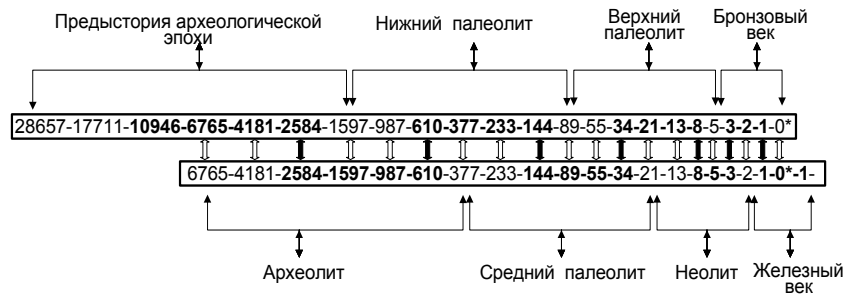 Предыстория археологической
эпохи
Нижний палеолит
Верхний
палеолит
Бронзовый
век
28657-17711-10946-6765-4181-2584-1597-987-610-377-233-144-89-55-34-21-13-8-5-3-2-1-0*
6765-4181-2584-1597-987-610-377-233-144-89-55-34-21-13-8-5-3-2-1-0*-1-
Археолит
Средний палеолит
Неолит
Железный
век